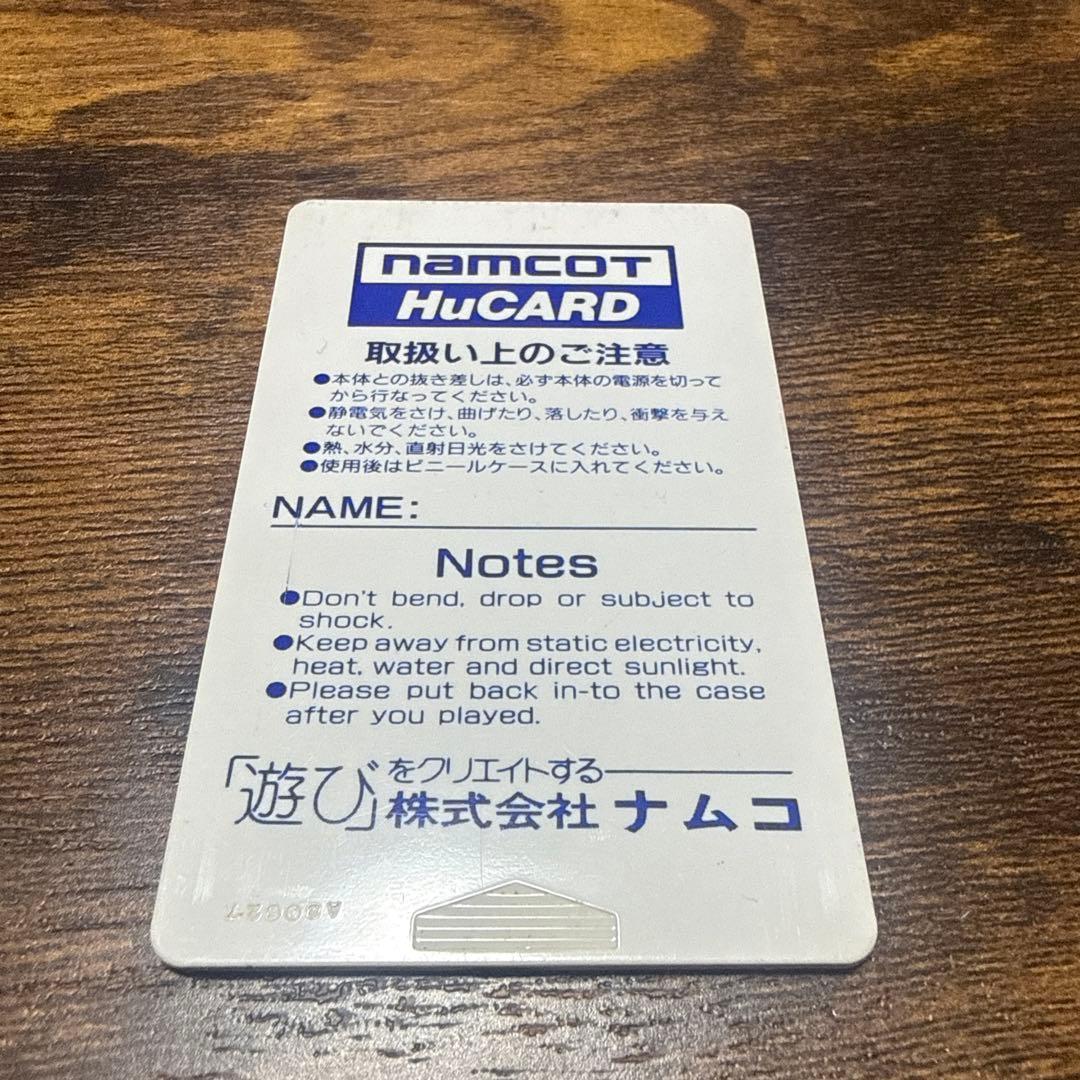 namcoT
HuCARD
取扱い上のご注意
●本体との抜き差しは、必ず本体の電源を切って
から行なってください。
●静電気をさけ、曲げたり、落したり、衝撃を与え
ないでください。
●熱、水分、直射日光をさけてください。
●使用後はビニールケースに入れてください。
NAME:
Notes
●Don't bend, drop or subject to
shock.
●Keep away from static electricity,
heat, water and direct sunlight.
●Please put back in-to the case
after you played.
「遊び」をクリエイトする
株式会社ナムコ